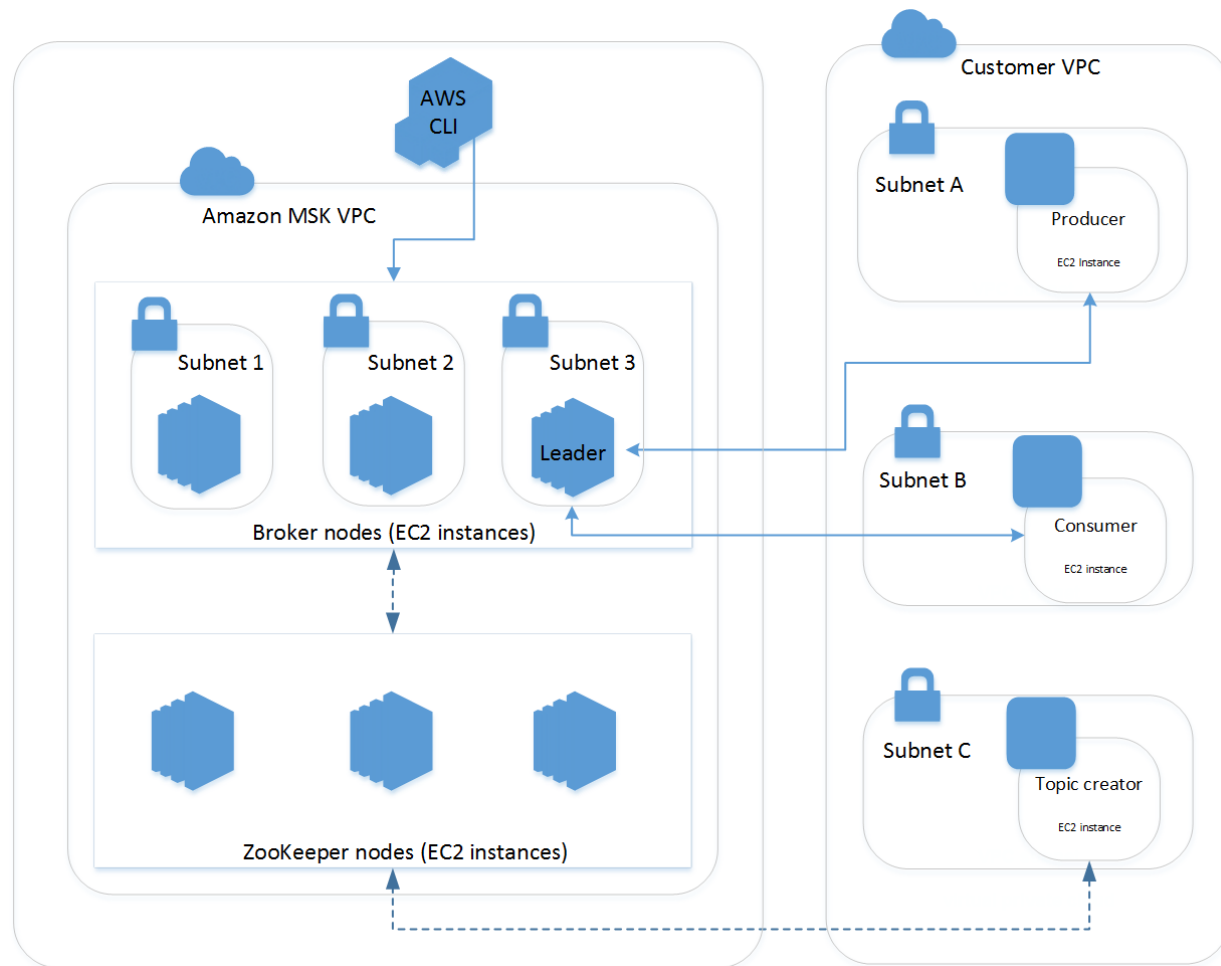 AWS
CLI
Amazon MSK VPC
Subnet 1
Subnet 2
Subnet 3
Leader
Broker nodes (EC2 instances)
ZooKeeper nodes (EC2 instances)
Customer VPC
Subnet A
Producer
EC2 Instance
Subnet B
Consumer
EC2 instance
Subnet C
Topic creator
EC2 instance